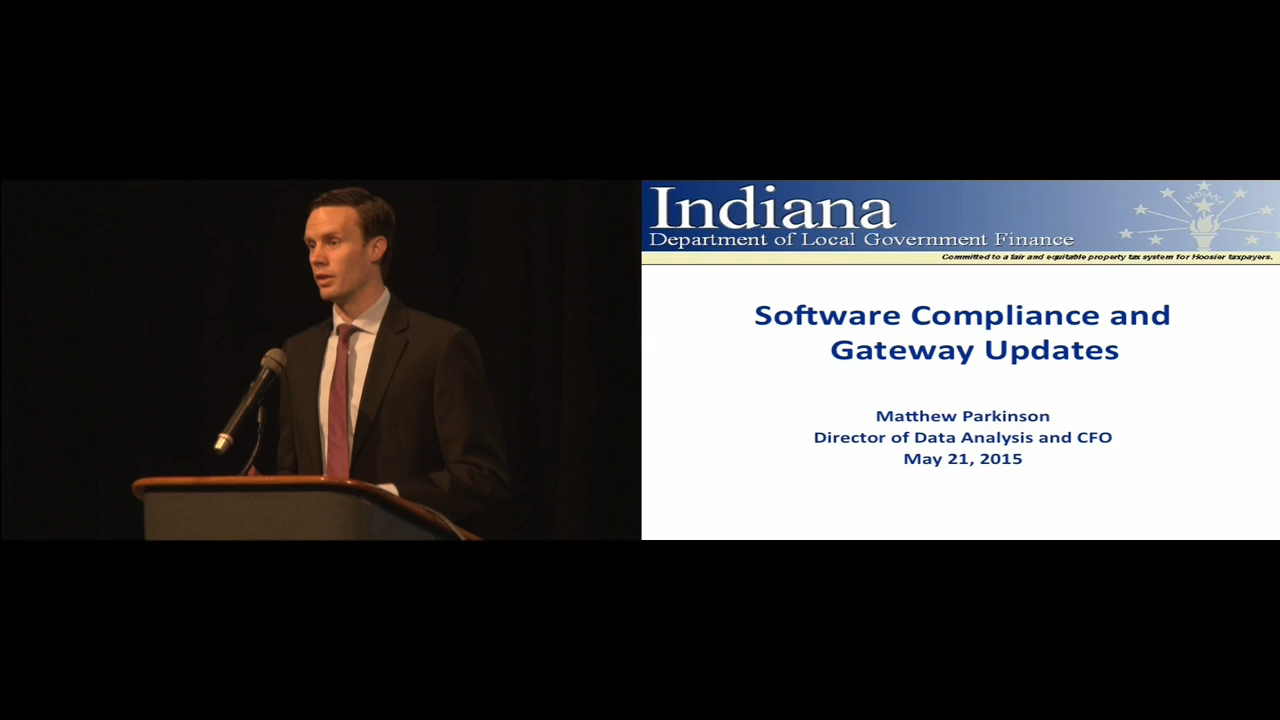 Indiana
Department of Local Government Finance
INDIANA
Committed to a fair and equitable property tax system for Hoosier taxpayers.
Software Compliance and
Gateway Updates
Matthew Parkinson
Director of Data Analysis and CFO
May 21, 2015